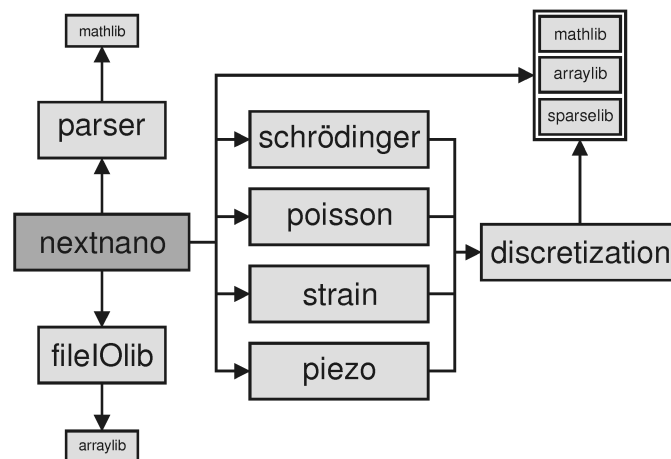 mathlib
parser
nextnano
fileIOlib
arraylib
schrödinger
poisson
strain
piezo
mathlib
arraylib
sparselib
discretization